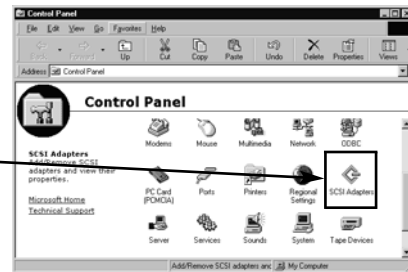 Control Panel
File Edit View Go Favorites Help
Back Forward Up Cut Copy Paste Undo Delete Properties Views
Address Control Panel
Control Panel
SCSI Adapters
Add/Remove SCSI
adapters and view their
properties.
Microsoft Home
Technical Support
Modems Mouse Multimedia Network ODBC
PC Card
(PCMCIA) Ports Printers Regional
Settings SCSI Adapters
Server Services Sounds System Tape Devices
Add/Remove SCSI adapters anc My Computer